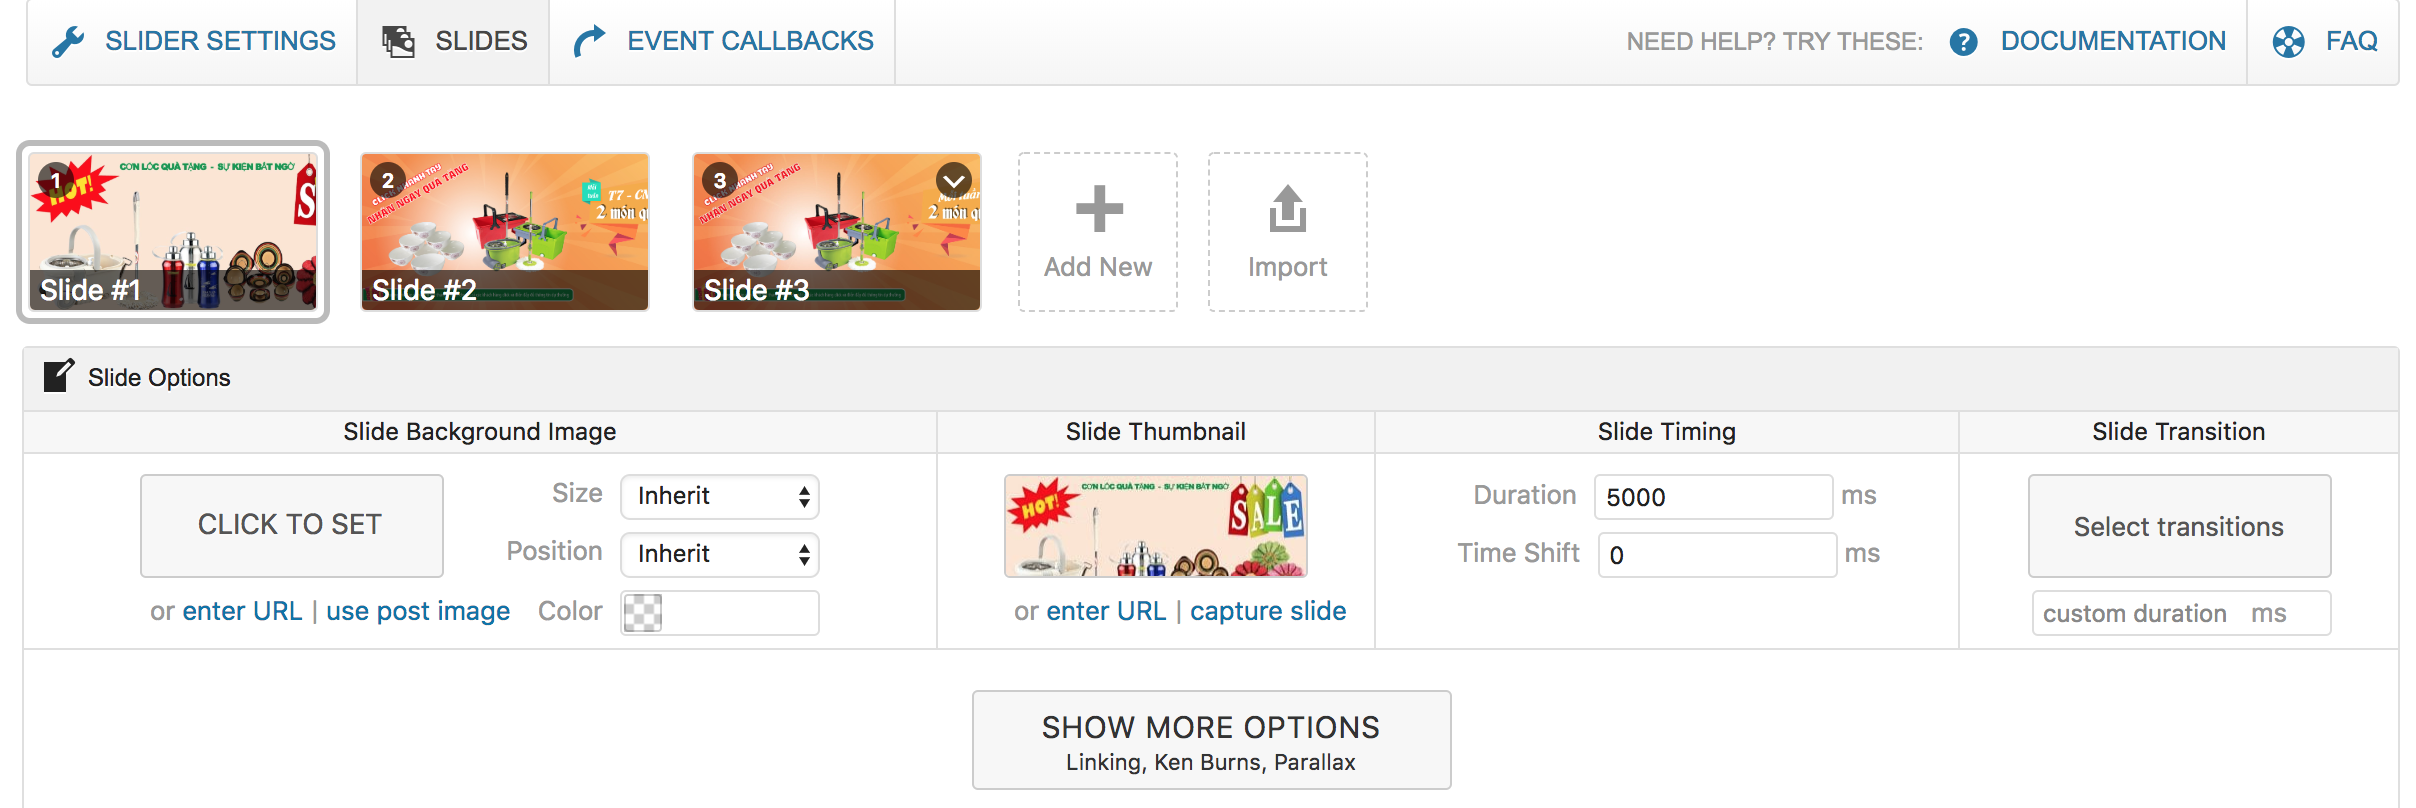 SLIDER SETTINGS
SLIDES
EVENT CALLBACKS
NEED HELP? TRY THESE:
DOCUMENTATION
FAQ
1
HOT!
CƠN LỐC QUÀ TẶNG - SỰ KIỆN BẤT NGỜ
S
Slide #1
2
CLICK NHANH TAY
NHẬN NGAY QUÀ TẶNG
T7 - CN
2 món q
Slide #2
3
NHANH TAY
NHẬN NGAY QUÀ TẶNG
2 món q
Slide #3
Add New
Import
Slide Options
Slide Background Image
Slide Thumbnail
Slide Timing
Slide Transition
CLICK TO SET
Size
Inherit
Position
Inherit
or enter URL | use post image
Color
HOT!
CƠN LỐC QUÀ TẶNG - SỰ KIỆN BẤT NGỜ
SALE
or enter URL | capture slide
Duration
5000
ms
Time Shift
0
ms
Select transitions
custom duration ms
SHOW MORE OPTIONS
Linking, Ken Burns, Parallax